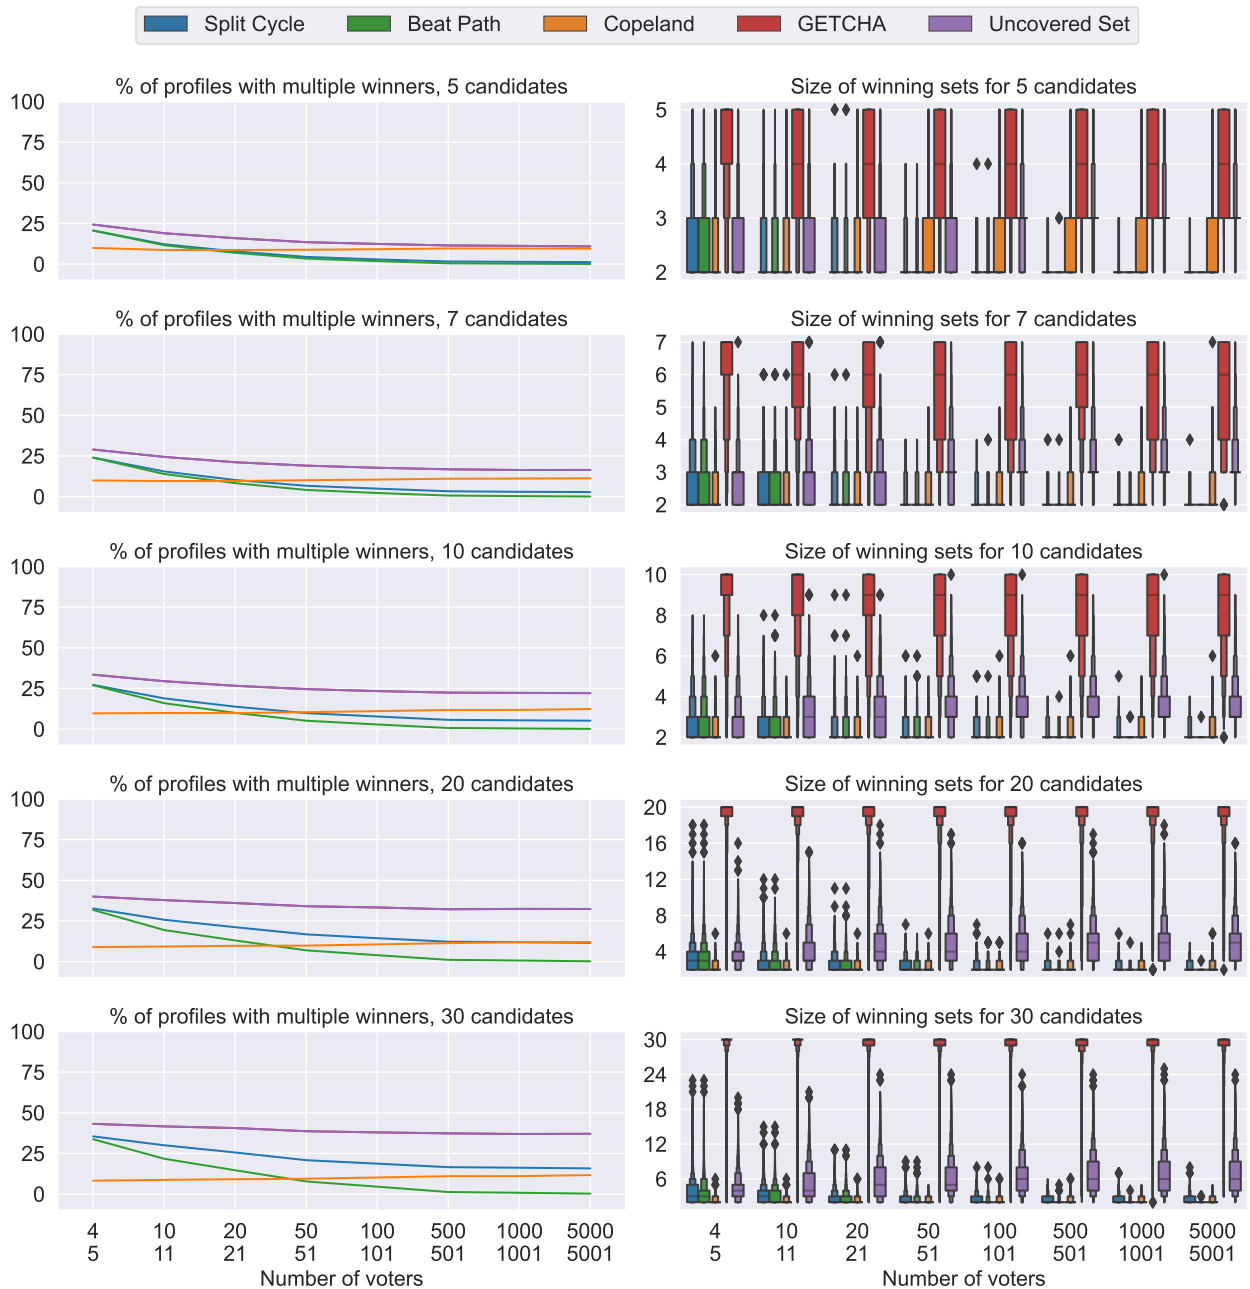 Split Cycle Beat Path Copeland GETCHA Uncovered Set
% of profiles with multiple winners, 5 candidates
100
75
50
25
0
Size of winning sets for 5 candidates
5
4
3
2
% of profiles with multiple winners, 7 candidates
100
75
50
25
0
Size of winning sets for 7 candidates
7
6
5
4
3
2
% of profiles with multiple winners, 10 candidates
100
75
50
25
0
Size of winning sets for 10 candidates
10
8
6
4
2
% of profiles with multiple winners, 20 candidates
100
75
50
25
0
Size of winning sets for 20 candidates
20
16
12
8
4
% of profiles with multiple winners, 30 candidates
100
75
50
25
0
4 10 20 50 100 500 1000 5000
5 11 21 51 101 501 1001 5001
Number of voters
Size of winning sets for 30 candidates
30
24
18
12
6
4 10 20 50 100 500 1000 5000
5 11 21 51 101 501 1001 5001
Number of voters